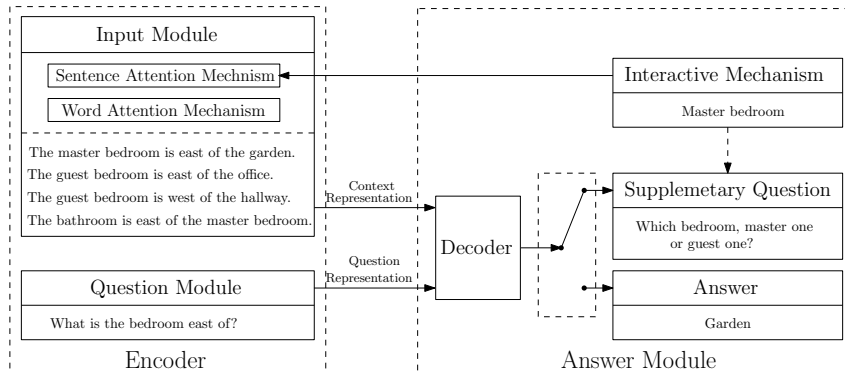 Input Module
Sentence Attention Mechnism
Word Attention Mechanism
The master bedroom is east of the garden.
The guest bedroom is east of the office.
The guest bedroom is west of the hallway.
The bathroom is east of the master bedroom.
Question Module
What is the bedroom east of?
Encoder
Context
Representation
Question
Representation
Decoder
Interactive Mechanism
Master bedroom
Supplemetary Question
Which bedroom, master one
or guest one?
Answer
Garden
Answer Module